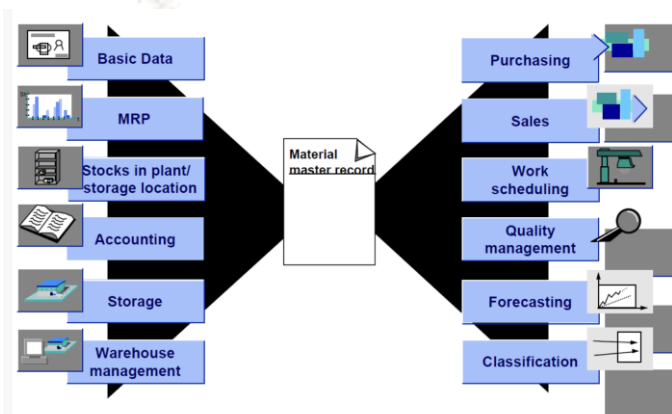 Basic Data
MRP
Stocks in plant/
storage location
Accounting
Storage
Warehouse
management
Material
master record
Purchasing
Sales
Work
scheduling
Quality
management
Forecasting
Classification